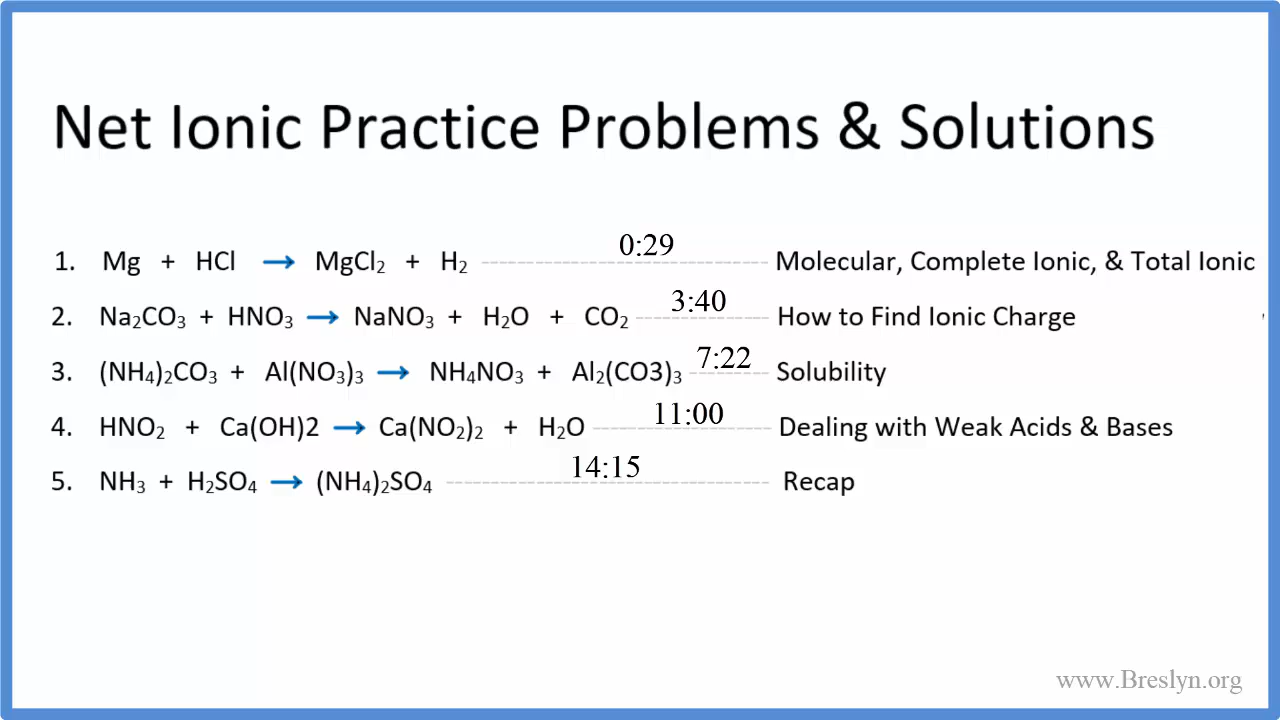 Net Ionic Practice Problems & Solutions
1. Mg + HCl → MgCl₂ + H₂ 0:29 Molecular, Complete Ionic, & Total Ionic
2. Na₂CO₃ + HNO₃ → NaNO₃ + H₂O + CO₂ 3:40 How to Find Ionic Charge
3. (NH₄)₂CO₃ + Al(NO₃)₃ → NH₄NO₃ + Al₂(CO3)₃ 7:22 Solubility
4. HNO₂ + Ca(OH)2 → Ca(NO₂)₂ + H₂O 11:00 Dealing with Weak Acids & Bases
5. NH₃ + H₂SO₄ → (NH₄)₂SO₄ 14:15 Recap
www.Breslyn.org